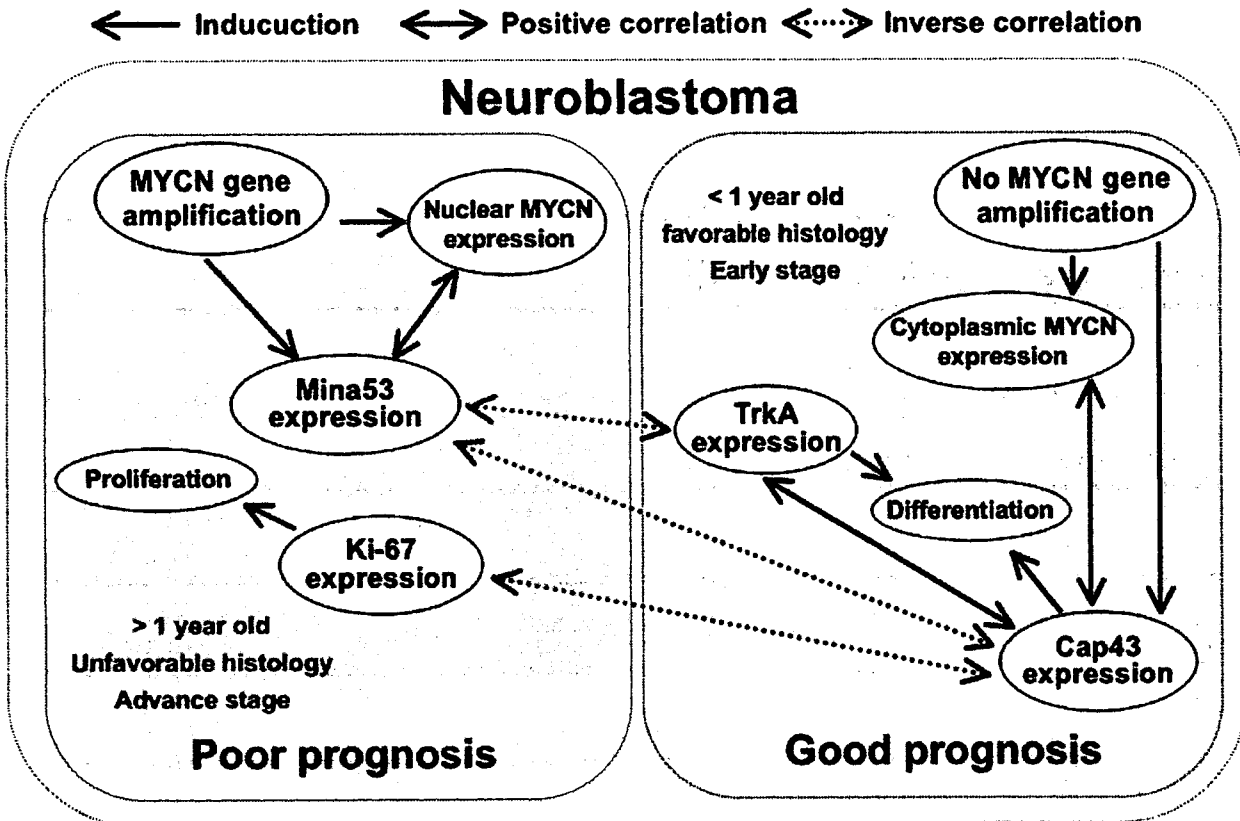 Inducuction Positive correlation Inverse correlation
Neuroblastoma
MYCN gene
amplification
Nuclear MYCN
expression
Mina53
expression
Proliferation
Ki-67
expression
> 1 year old
Unfavorable histology
Advance stage
Poor prognosis
< 1 year old
favorable histology
Early stage
No MYCN gene
amplification
Cytoplasmic MYCN
expression
TrkA
expression
Differentiation
Cap43
expression
Good prognosis